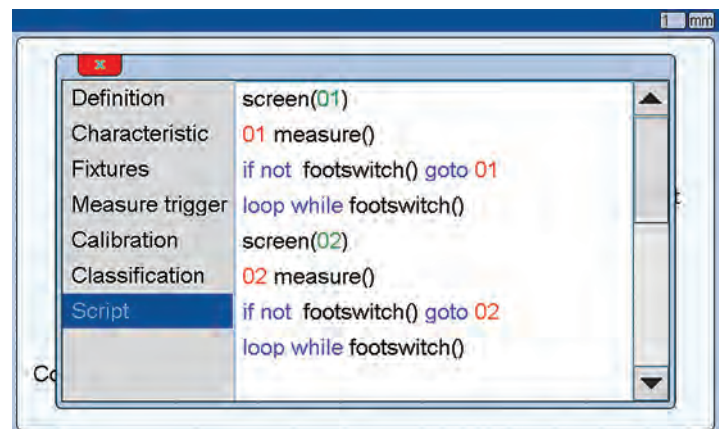 1 mm
x
Definition
Characteristic
Fixtures
Measure trigger
Calibration
Classification
Script
screen(01)
01 measure()
if not footswitch() goto 01
loop while footswitch()
screen(02)
02 measure()
if not footswitch() goto 02
loop while footswitch()
Co
t